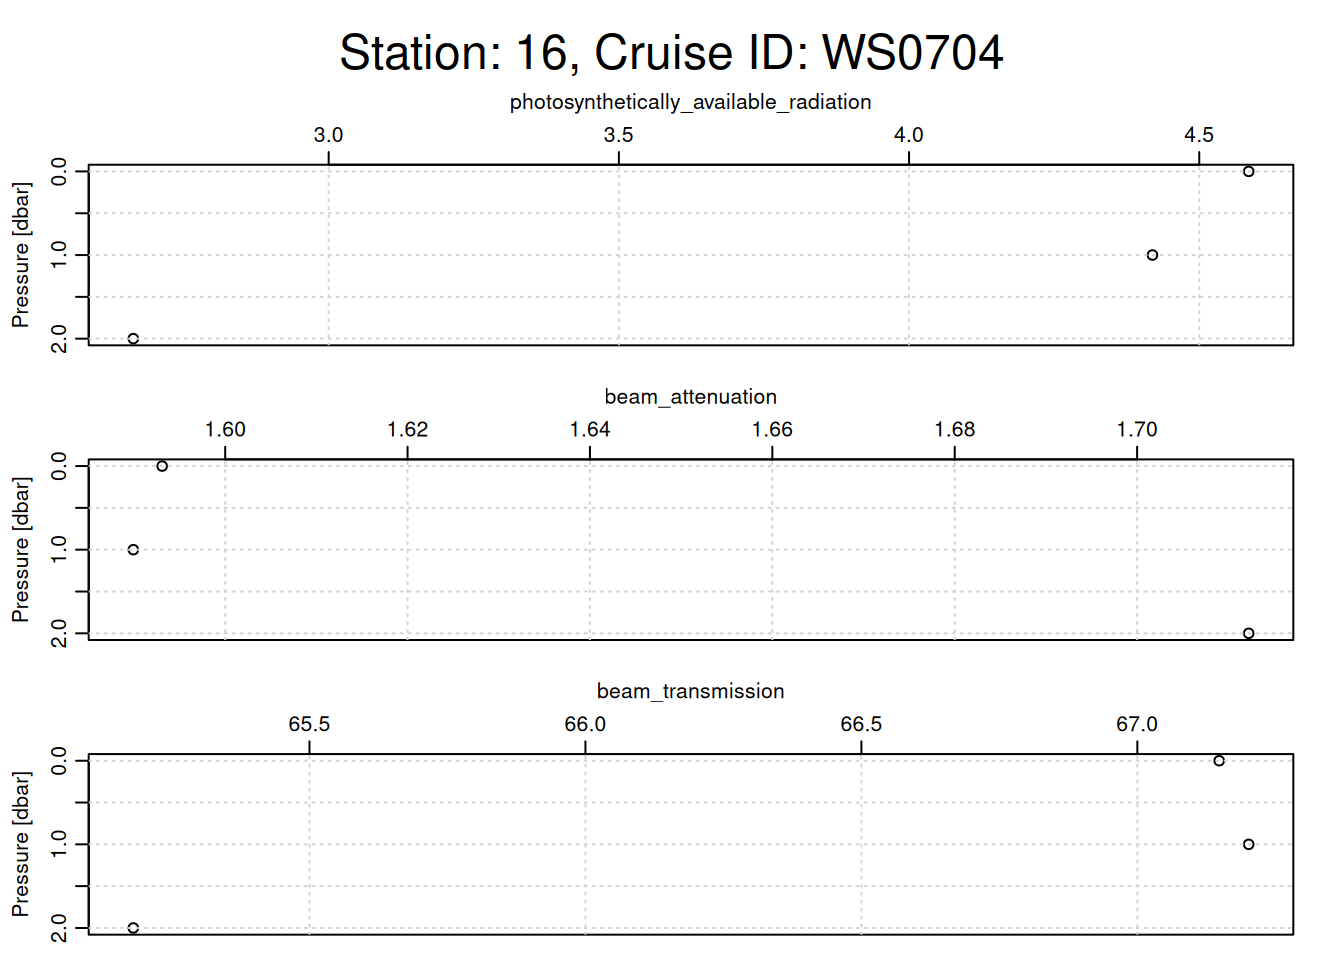 Station: 16, Cruise ID: WS0704
photosynthetically_available_radiation
3.0 3.5 4.0 4.5
0.0
1.0
2.0
Pressure [dbar]
beam_attenuation
1.60 1.62 1.64 1.66 1.68 1.70
0.0
1.0
2.0
Pressure [dbar]
beam_transmission
65.5 66.0 66.5 67.0
0.0
1.0
2.0
Pressure [dbar]